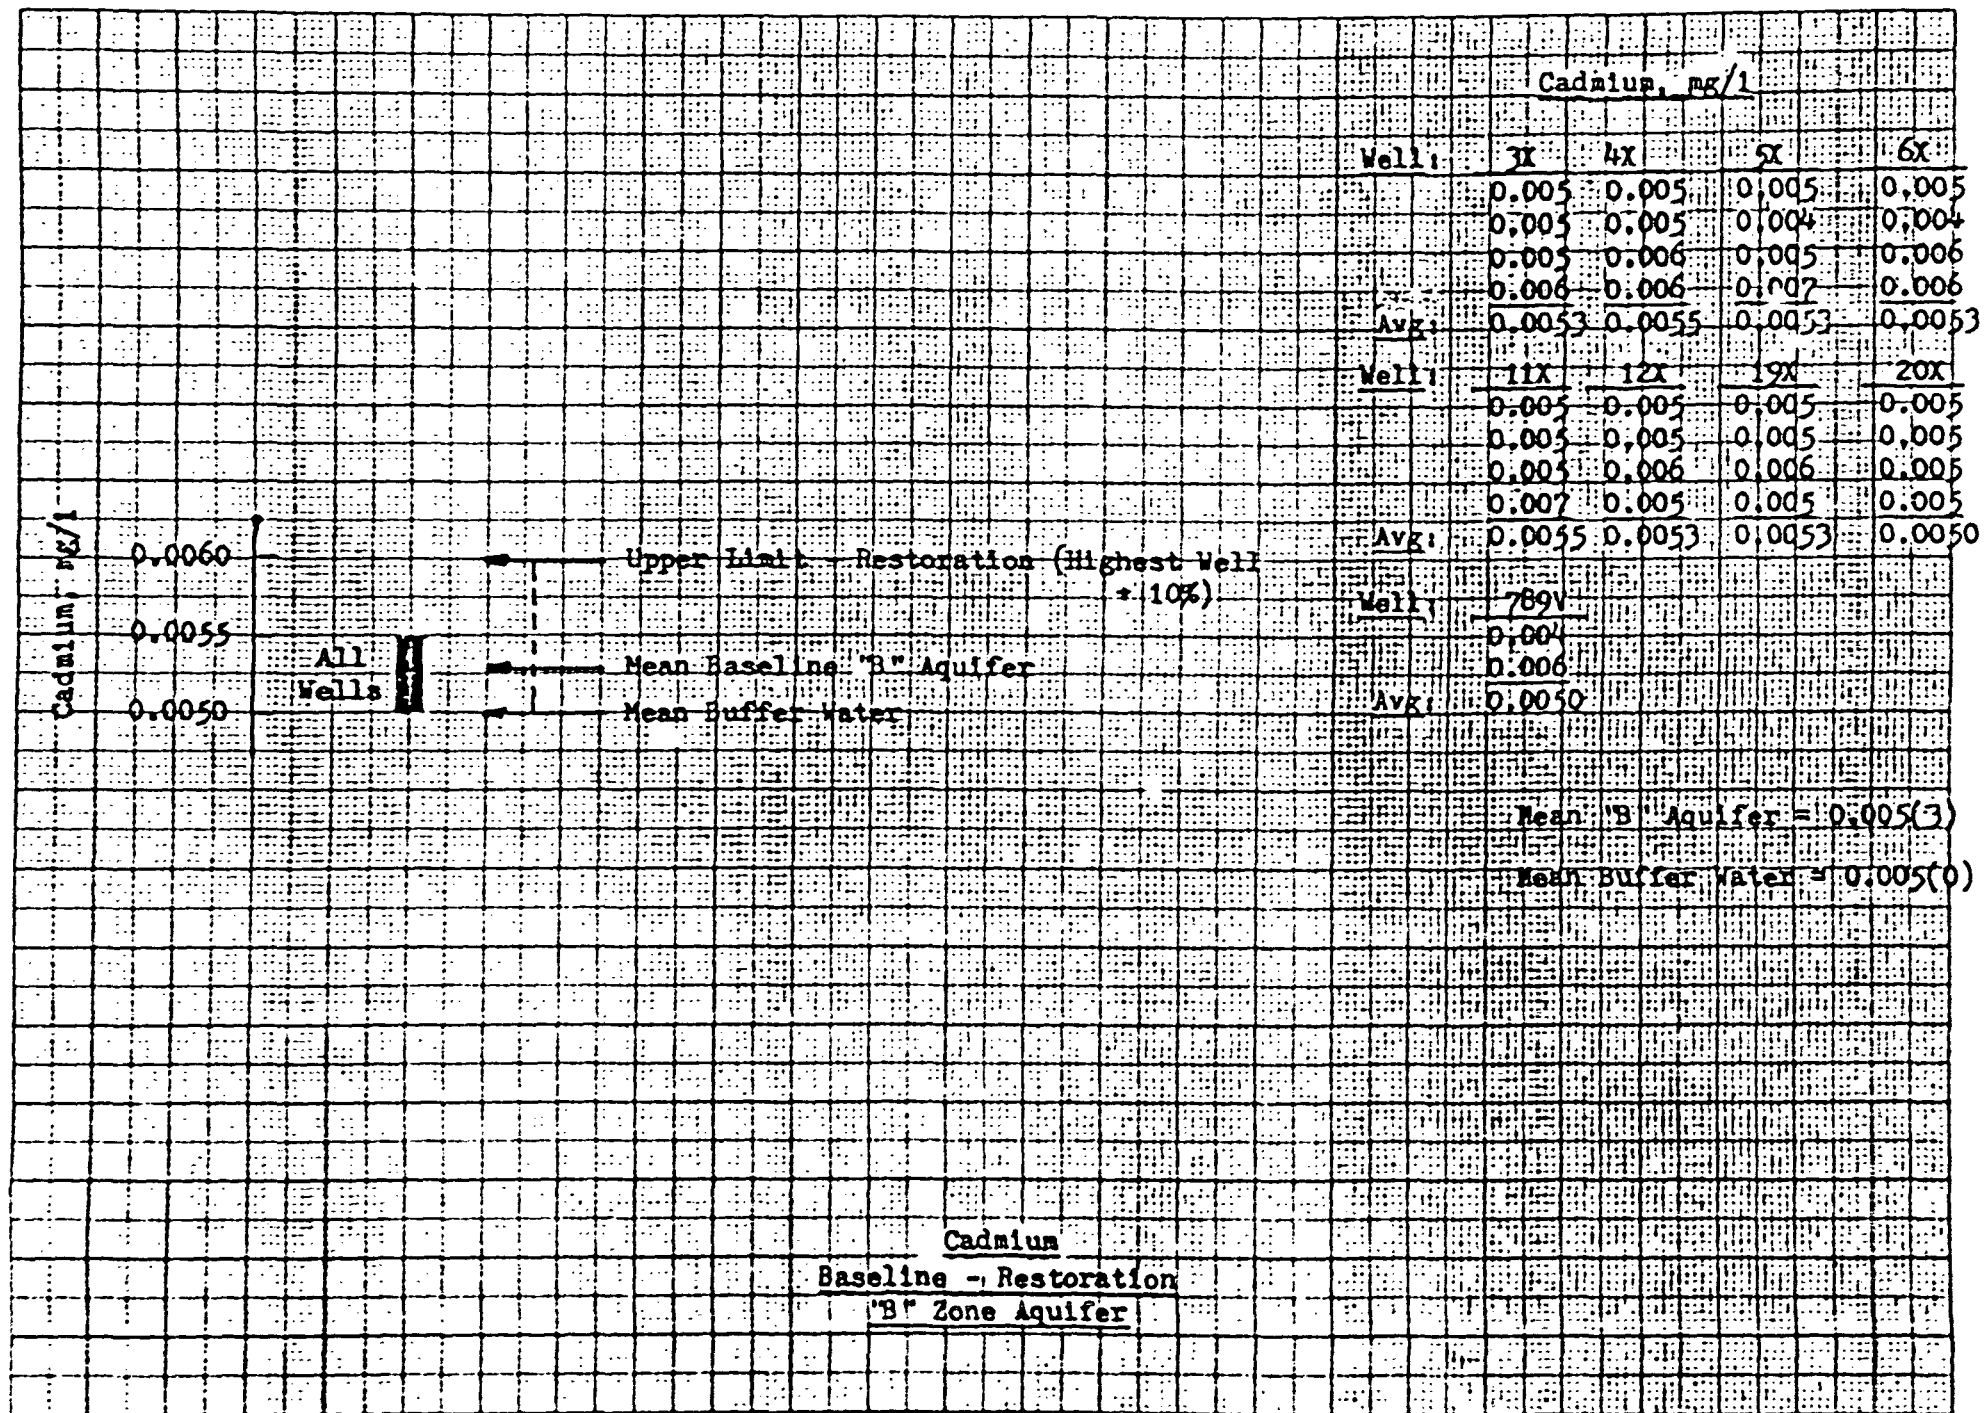 Cadmium, mg/l
Well: 3X 4X 5X 6X
0.005 0.005 0.005 0.005
0.005 0.005 0.004 0.004
0.005 0.006 0.005 0.006
0.006 0.006 0.007 0.006
Avg: 0.0053 0.0055 0.0053 0.0053
Well: 11X 12X 19X 20X
0.005 0.005 0.005 0.005
0.005 0.005 0.005 0.005
0.005 0.006 0.006 0.005
0.007 0.005 0.005 0.005
Avg: 0.0055 0.0053 0.0053 0.0050
Well: 789V
0.004
0.006
Avg: 0.0050
Mean "B" Aquifer = 0.005(3)
Mean Buffer Water = 0.005(0)
Cadmium, mg/l
0.0060
0.0055
0.0050
All
Wells
Upper Limit - Restoration (Highest Well
+ 10%)
Mean Baseline "B" Aquifer
Mean Buffer Water
Cadmium
Baseline - Restoration
"B" Zone Aquifer